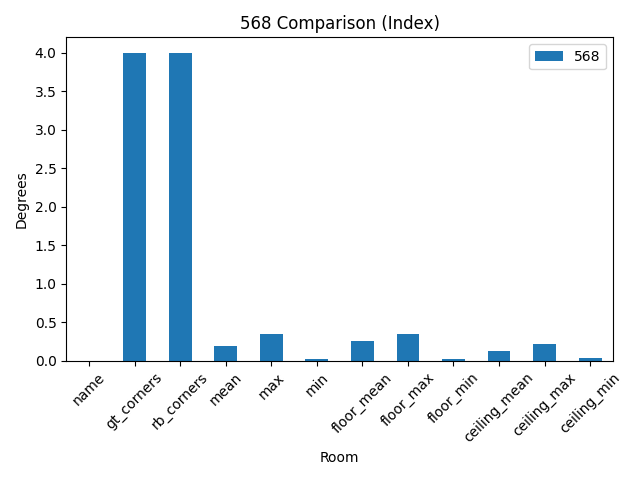 568 Comparison (Index)
568
Degrees
4.0
3.5
3.0
2.5
2.0
1.5
1.0
0.5
0.0
name
gt_corners
rb_corners
mean
max
min
floor_mean
floor_max
floor_min
ceiling_mean
ceiling_max
ceiling_min
Room